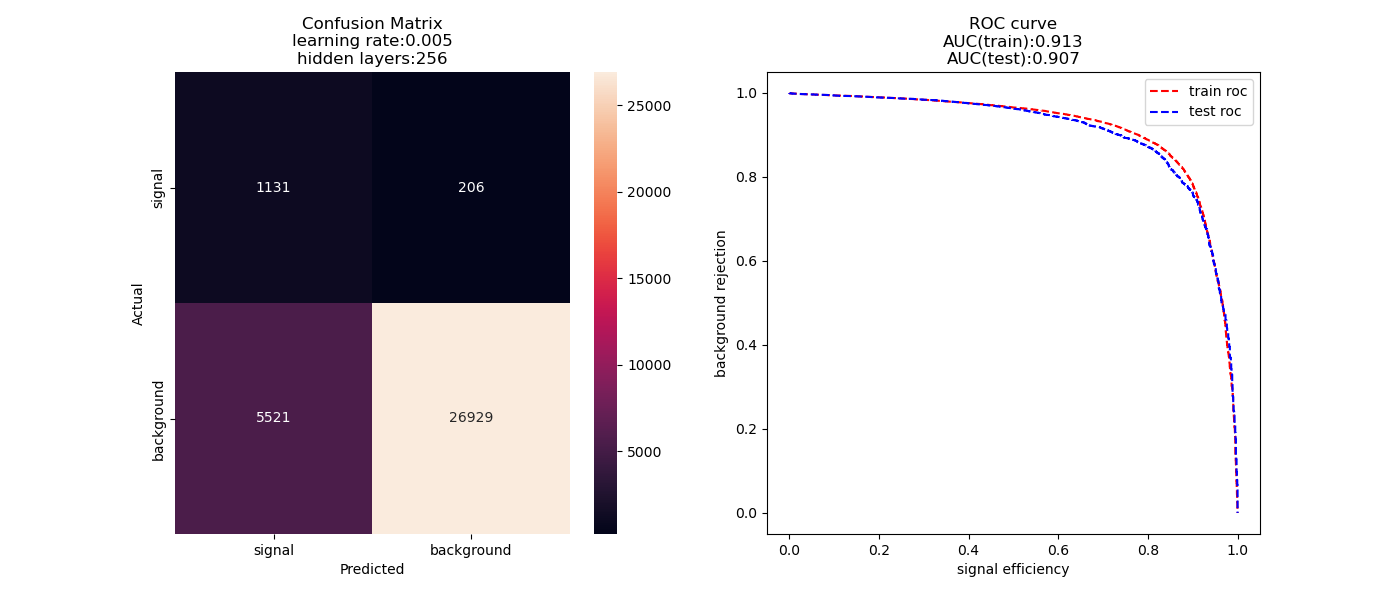 Confusion Matrix
learning rate:0.005
hidden layers:256
signal
background
Actual
1131
206
5521
26929
signal
background
Predicted
25000
20000
15000
10000
5000
ROC curve
AUC(train):0.913
AUC(test):0.907
train roc
test roc
background rejection
1.0
0.8
0.6
0.4
0.2
0.0
0.0
0.2
0.4
0.6
0.8
1.0
signal efficiency